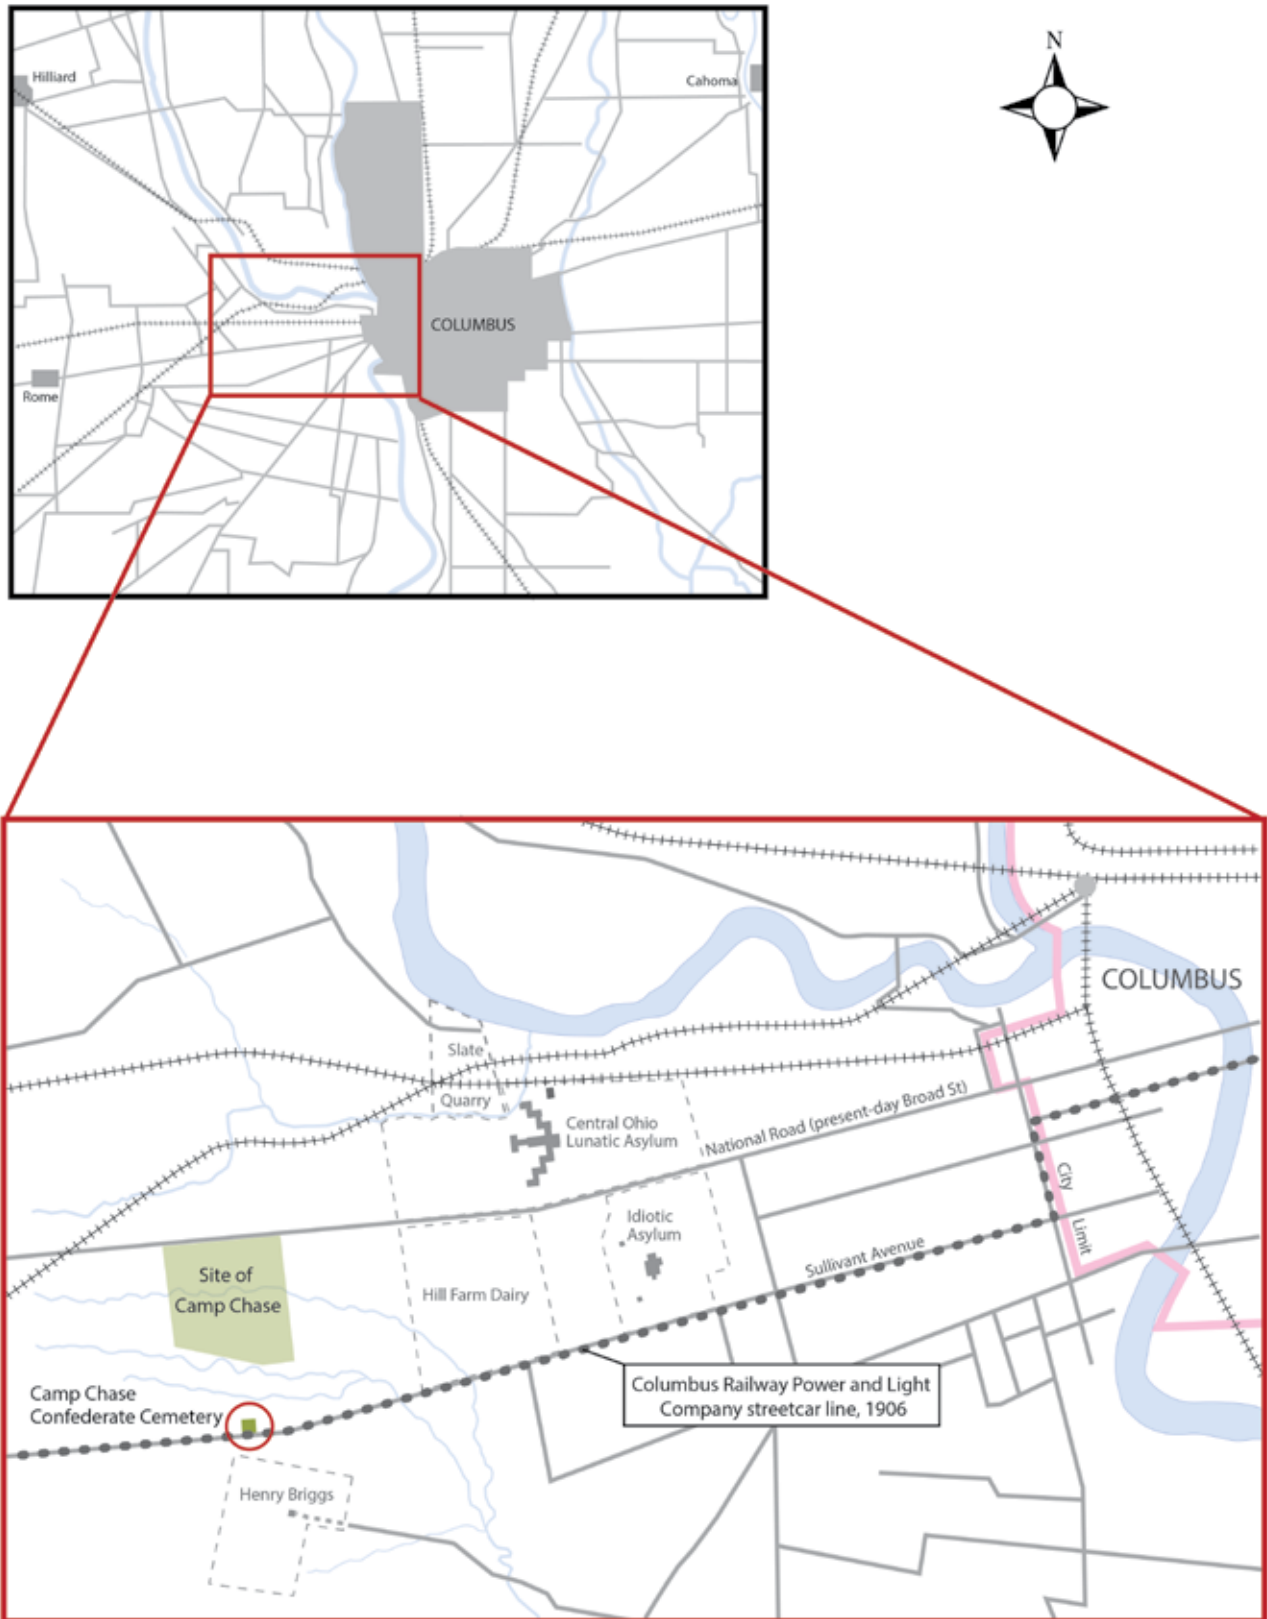 N
Hilliard
Cahoma
COLUMBUS
Rome
COLUMBUS
Slate
Quarry
Central Ohio
Lunatic Asylum
National Road (present-day Broad St)
City
Limit
Idiotic
Asylum
Sullivant Avenue
Site of
Camp Chase
Hill Farm Dairy
Columbus Railway Power and Light
Company streetcar line, 1906
Camp Chase
Confederate Cemetery
Henry Briggs